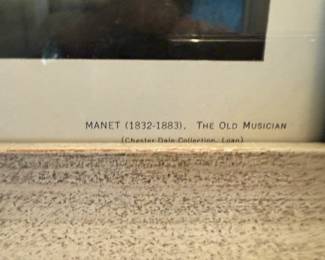 MANET (1832-1883). THE OLD MUSICIAN
(Chester Dale Collection, Loan)